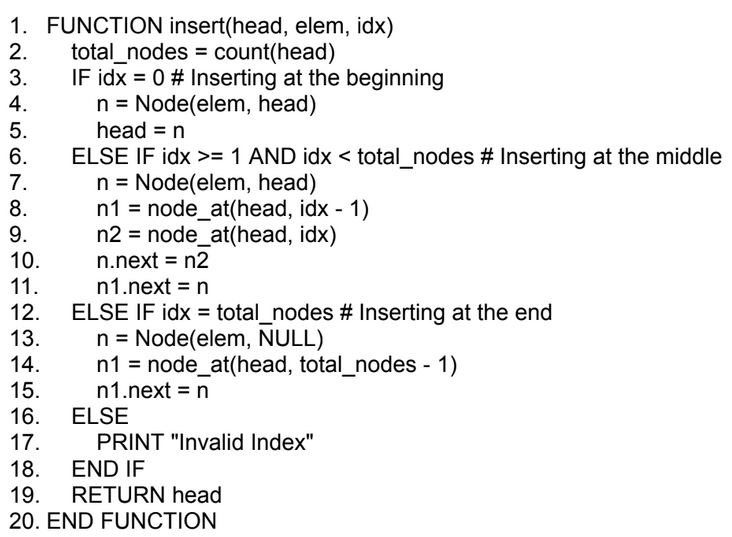 1. FUNCTION insert(head, elem, idx)
2. total_nodes = count(head)
3. IF idx = 0 # Inserting at the beginning
4. n = Node(elem, head)
5. head = n
6. ELSE IF idx >= 1 AND idx < total_nodes # Inserting at the middle
7. n = Node(elem, head)
8. n1 = node_at(head, idx - 1)
9. n2 = node_at(head, idx)
10. n.next = n2
11. n1.next = n
12. ELSE IF idx = total_nodes # Inserting at the end
13. n = Node(elem, NULL)
14. n1 = node_at(head, total_nodes - 1)
15. n1.next = n
16. ELSE
17. PRINT "Invalid Index"
18. END IF
19. RETURN head
20. END FUNCTION